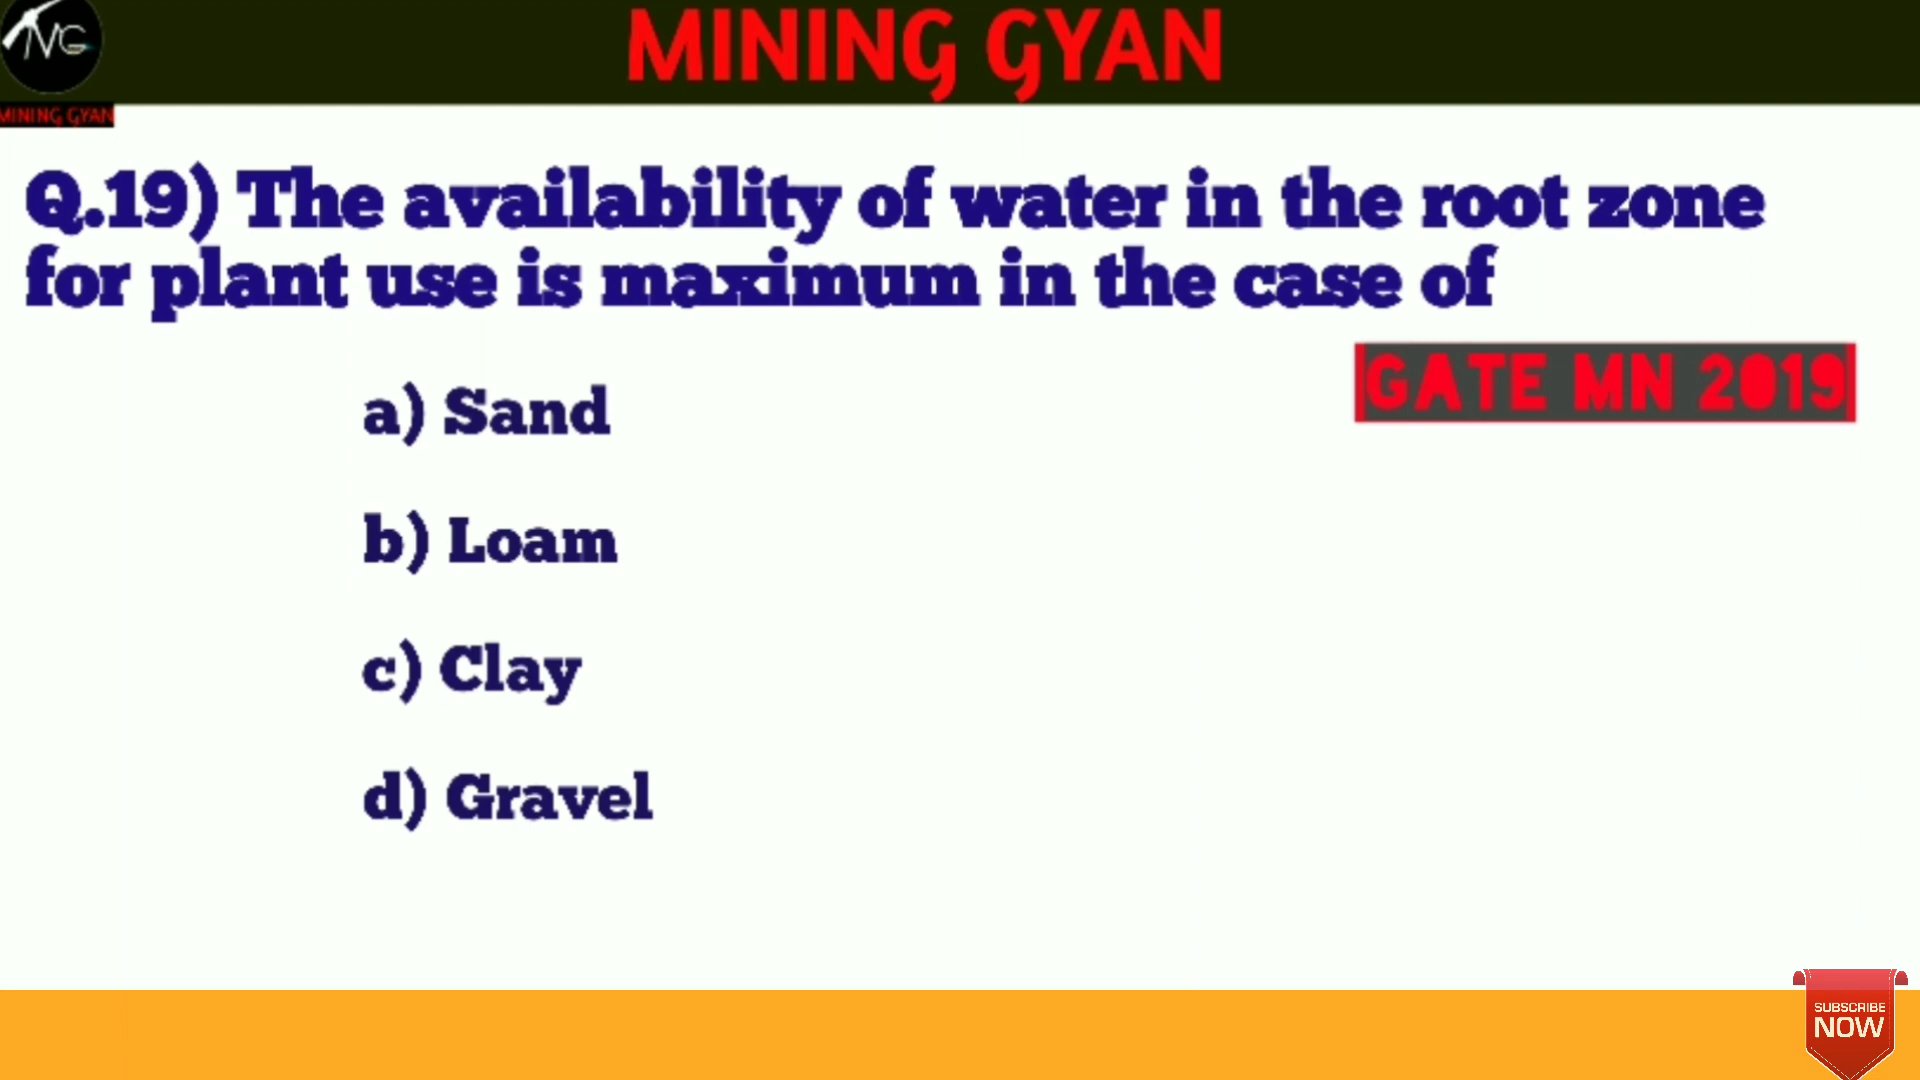 MINING GYAN
MINING GYAN
Q.19) The availability of water in the root zone
for plant use is maximum in the case of
GATE MN 2019
a) Sand
b) Loam
c) Clay
d) Gravel
SUBSCRIBE
NOW